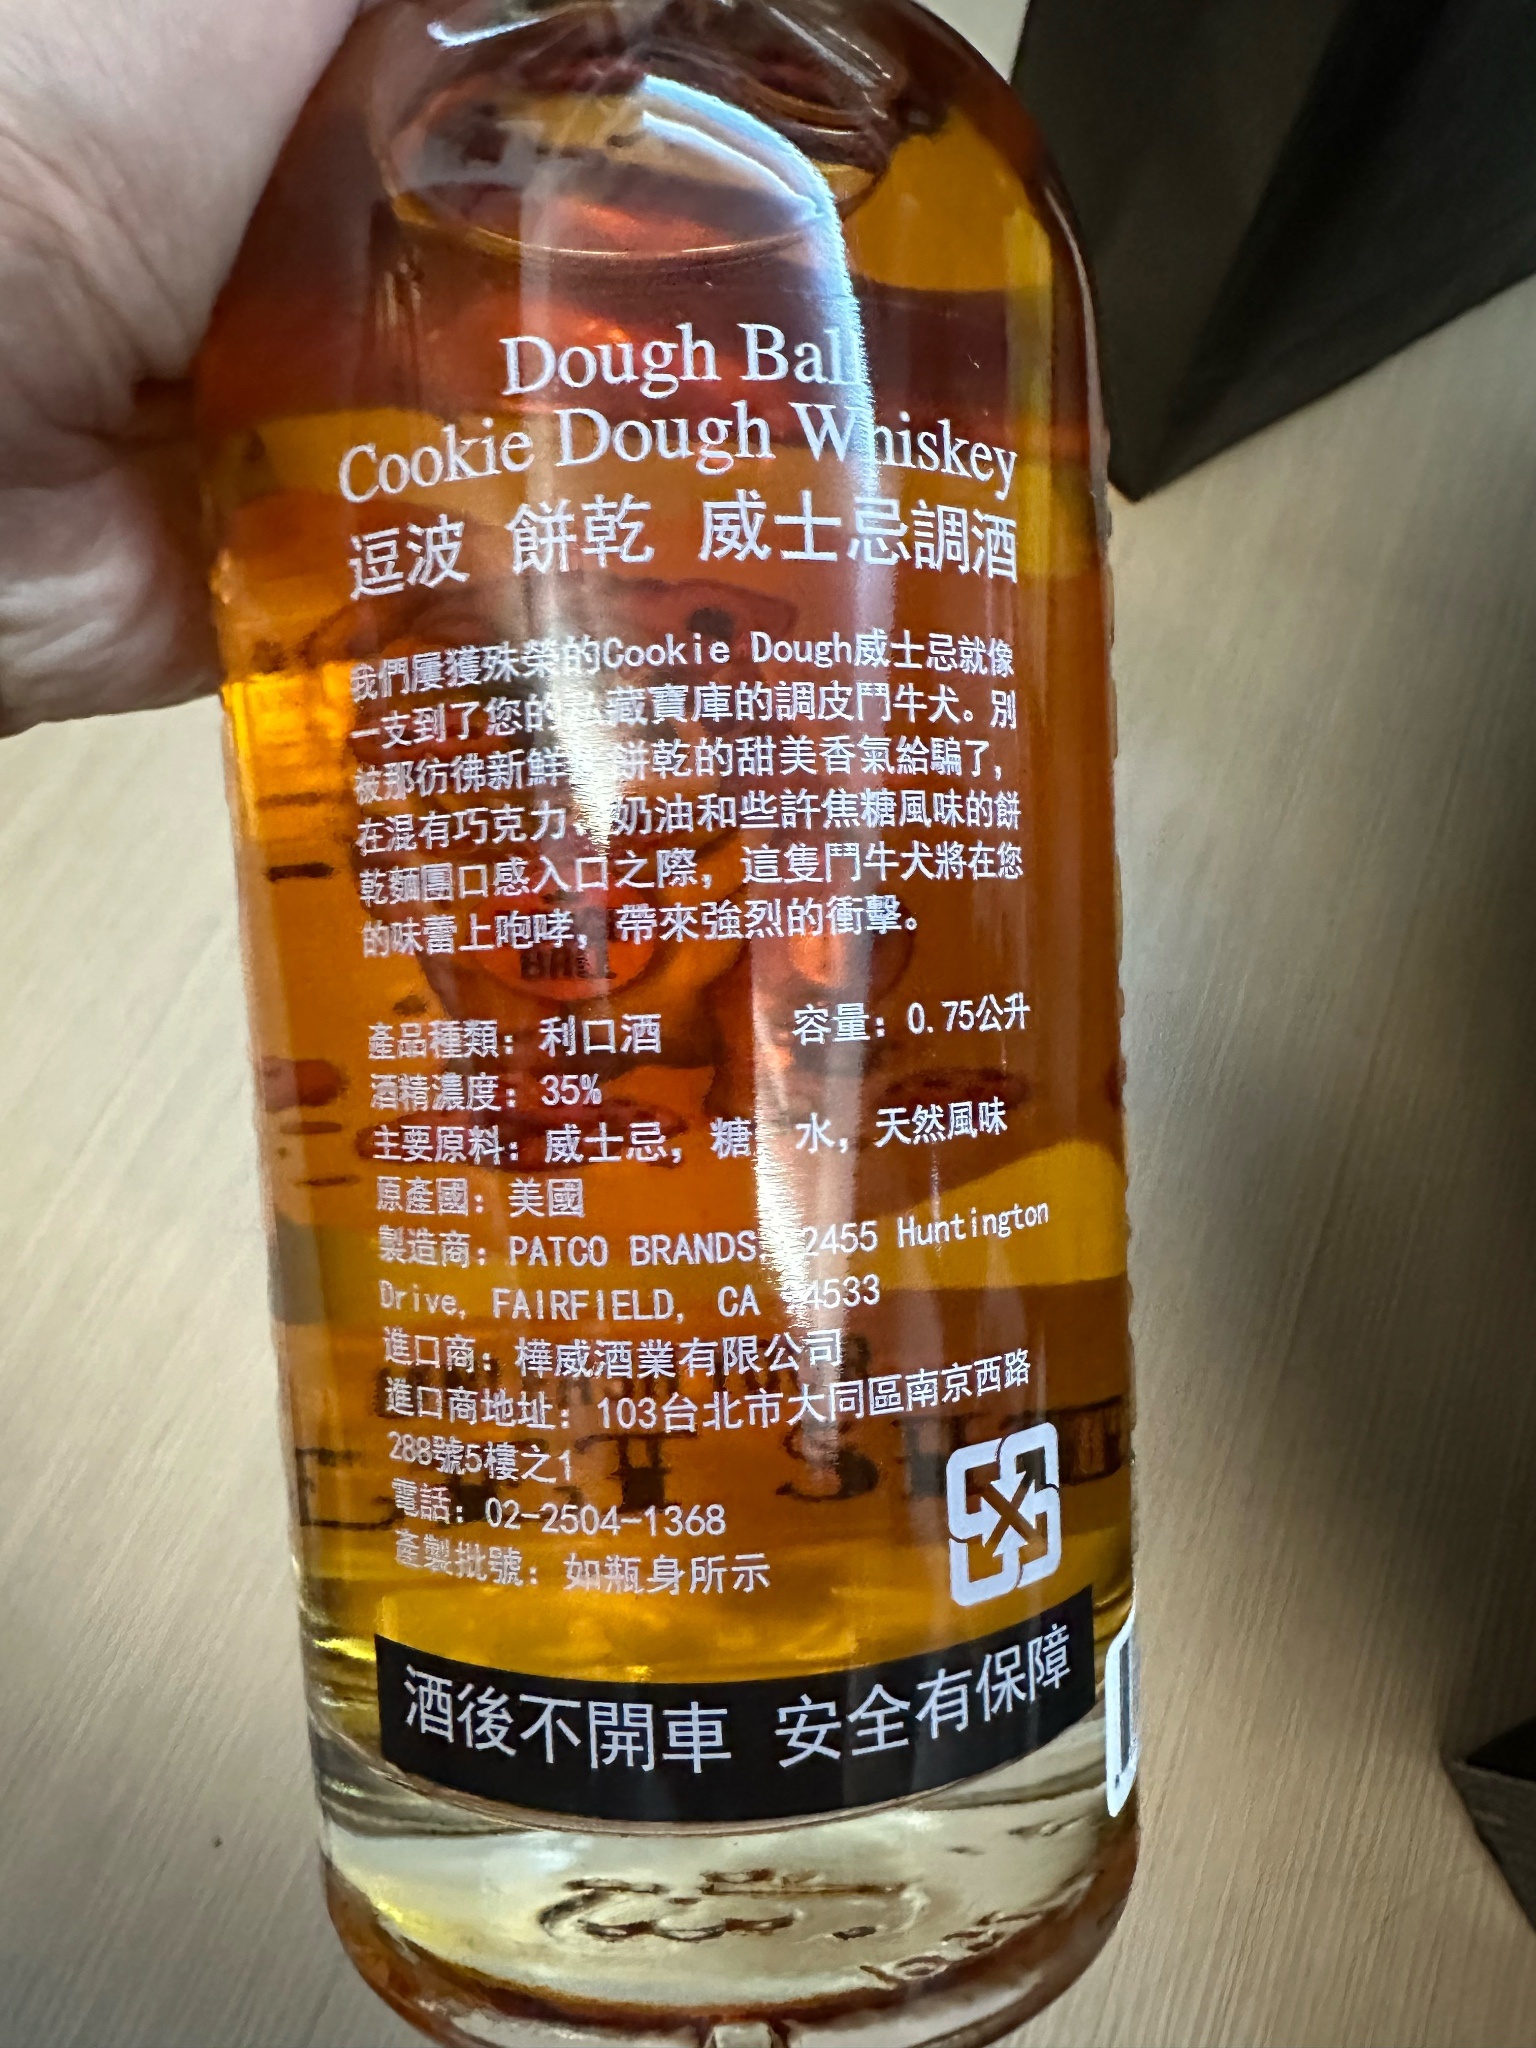 Dough Ball
Cookie Dough Whiskey
逗波 餅乾 威士忌調酒
我們屢獲殊榮的Cookie Dough威士忌就像
一支到了您的私藏寶庫的調皮鬥牛犬。別
被那彷彿新鮮 餅乾的甜美香氣給騙了,
在混有巧克力、奶油和些許焦糖風味的餅
乾麵團口感入口之際, 這隻鬥牛犬將在您
的味蕾上咆哮, 帶來強烈的衝擊。
產品種類: 利口酒 容量: 0.75公升
酒精濃度: 35%
主要原料: 威士忌, 糖, 水, 天然風味
原產國: 美國
製造商: PATCO BRANDS, 2455 Huntington
Drive, FAIRFIELD, CA 4533
進口商: 樺威酒業有限公司
進口商地址: 103台北市大同區南京西路
288號5樓之1
電話: 02-2504-1368
產製批號: 如瓶身所示
酒後不開車 安全有保障